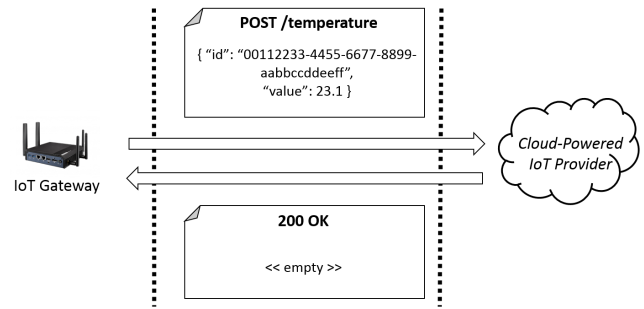 POST /temperature
{ “id”: “00112233-4455-6677-8899-
aabbccddeeff”,
“value”: 23.1 }
Cloud-Powered
IoT Provider
IoT Gateway
200 OK
<< empty >>